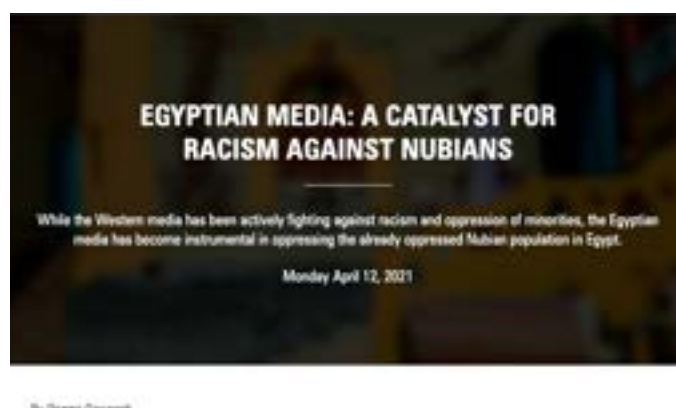 EGYPTIAN MEDIA: A CATALYST FOR
RACISM AGAINST NUBIANS
While the Western media has been actively fighting against racism and oppression of minorities, the Egyptian
media has become instrumental in oppressing the already oppressed Nubian population in Egypt.
Monday April 12, 2021